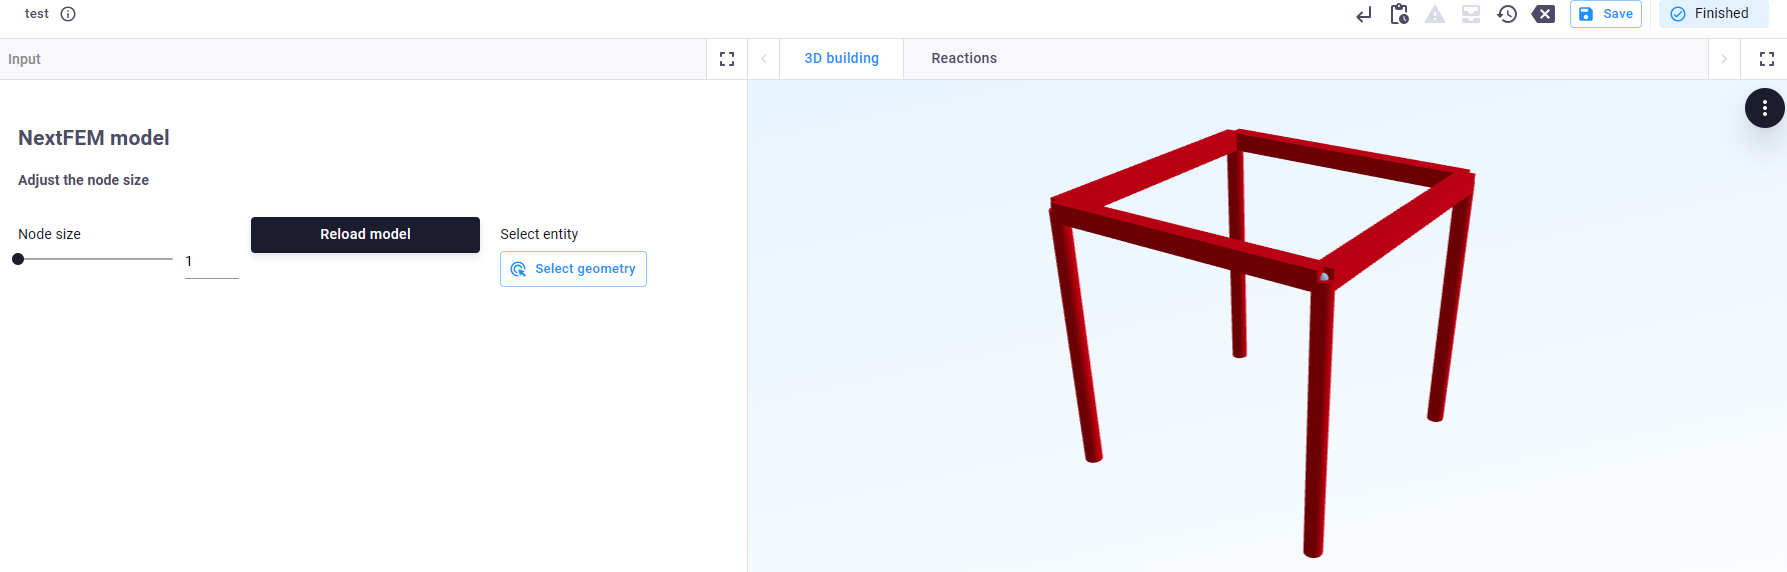 test
Save
Finished
Input
3D building
Reactions
NextFEM model
Adjust the node size
Node size
Reload model
Select entity
1
Select geometry